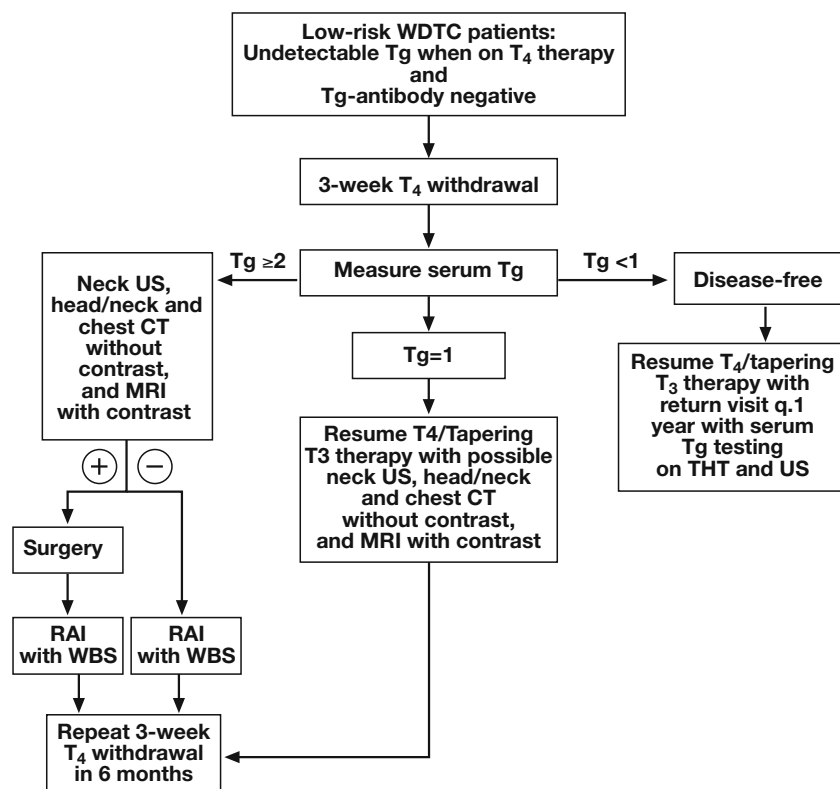 Low-risk WDTC patients:
Undetectable Tg when on T₄ therapy
and
Tg-antibody negative
3-week T₄ withdrawal
Tg ≥2
Measure serum Tg
Tg <1
Neck US,
head/neck and
chest CT
without
contrast,
and MRI
with contrast
Disease-free
Tg=1
Resume T₄/tapering
T₃ therapy with
return visit q.1
year with serum
Tg testing
on THT and US
Resume T4/Tapering
T3 therapy with possible
neck US, head/neck
and chest CT
without contrast,
and MRI with contrast
+ −
Surgery
RAI
with WBS
RAI
with WBS
Repeat 3-week
T₄ withdrawal
in 6 months